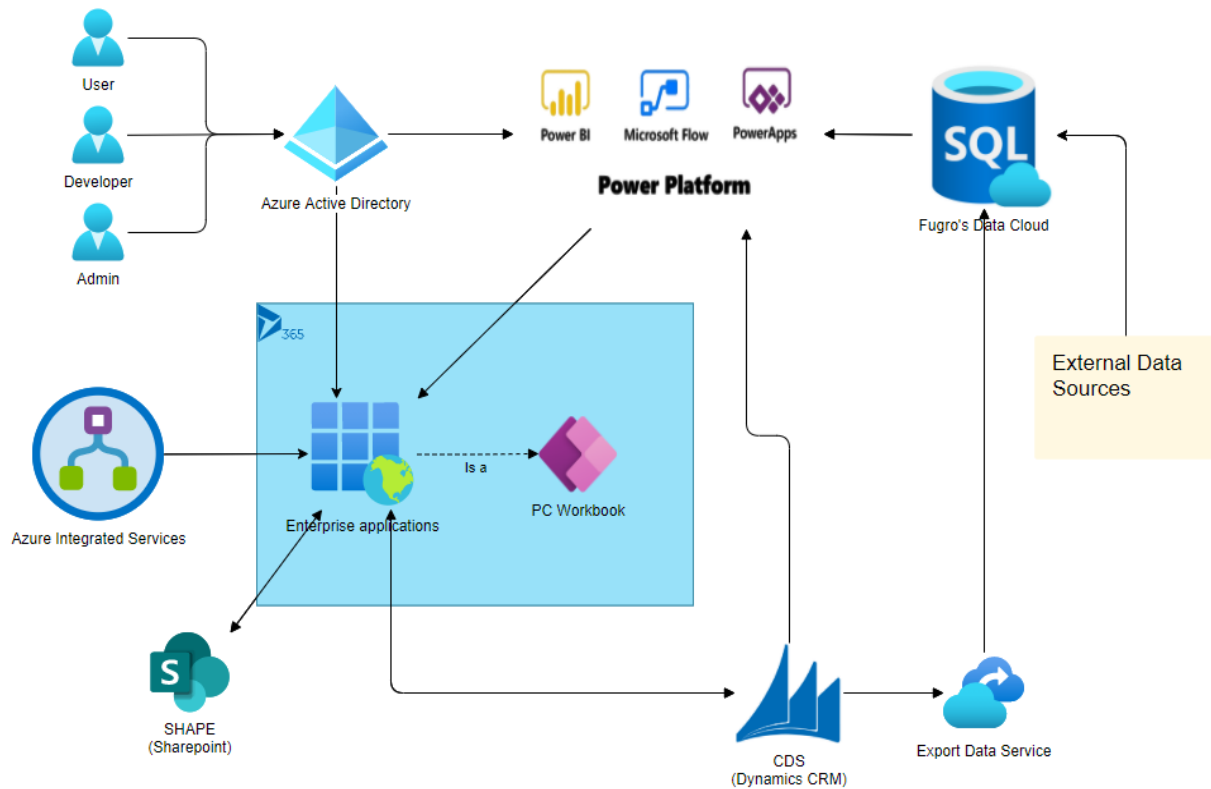 User
Developer
Admin
Azure Active Directory
Power BI
Microsoft Flow
PowerApps
Power Platform
SQL
Fugro's Data Cloud
External Data
Sources
365
Enterprise applications
Is a
PC Workbook
Azure Integrated Services
S
SHAPE
(Sharepoint)
CDS
(Dynamics CRM)
Export Data Service